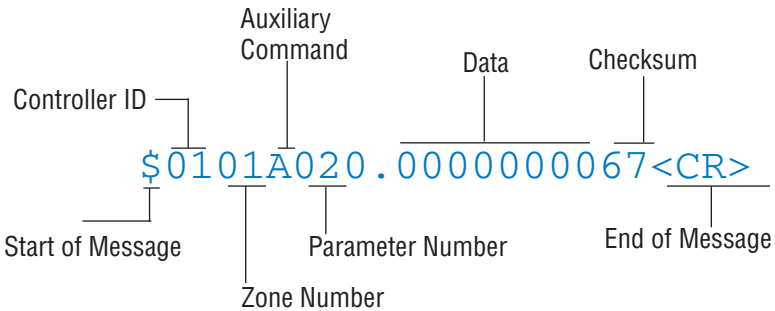 Auxiliary
Command
Data
Checksum
Controller ID
$0101A020.0000000067<CR>
Start of Message
Parameter Number
End of Message
Zone Number